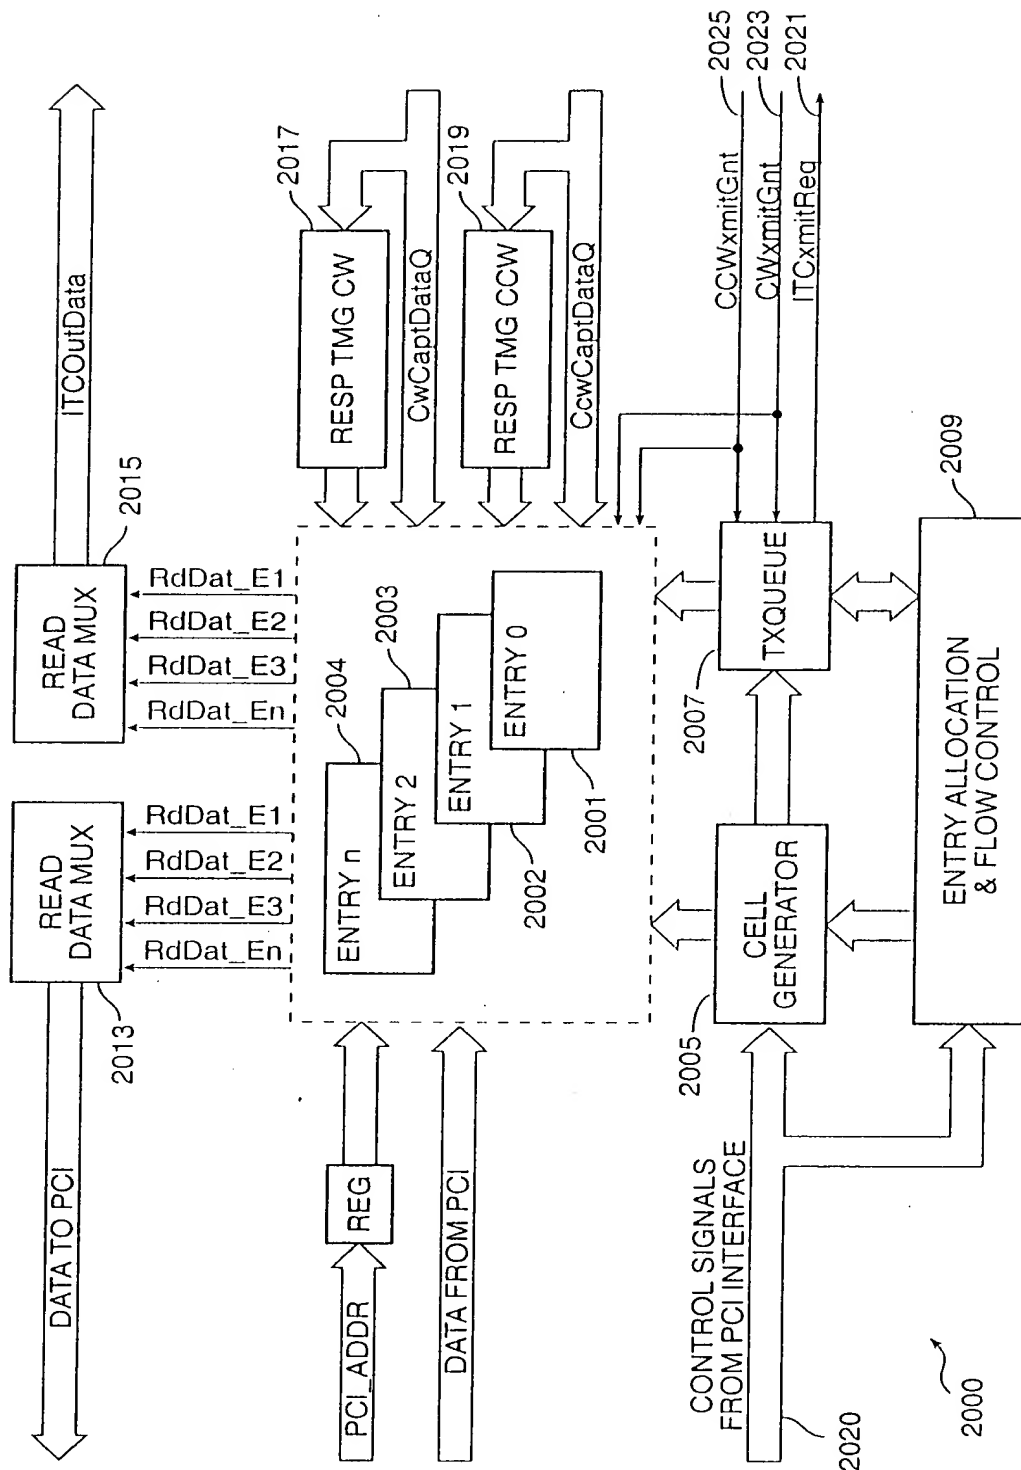 DATA TO PCI
READ
DATA MUX
2013
READ
DATA MUX
2015
ITCOutData
RdDat_En
RdDat_E3
RdDat_E2
RdDat_E1
RdDat_En
RdDat_E3
RdDat_E2
RdDat_E1
PCI_ADDR
REG
DATA FROM PCI
ENTRY n
2004
ENTRY 2
2003
ENTRY 1
2002
ENTRY 0
2001
RESP TMG CW
2017
CwCaptDataQ
RESP TMG CCW
2019
CcwCaptDataQ
CONTROL SIGNALS
FROM PCI INTERFACE
2020
CELL
GENERATOR
2005
TXQUEUE
2007
CCWxmitGnt
2025
CWxmitGnt
2023
ITCxmitReq
2021
ENTRY ALLOCATION
& FLOW CONTROL
2009
2000